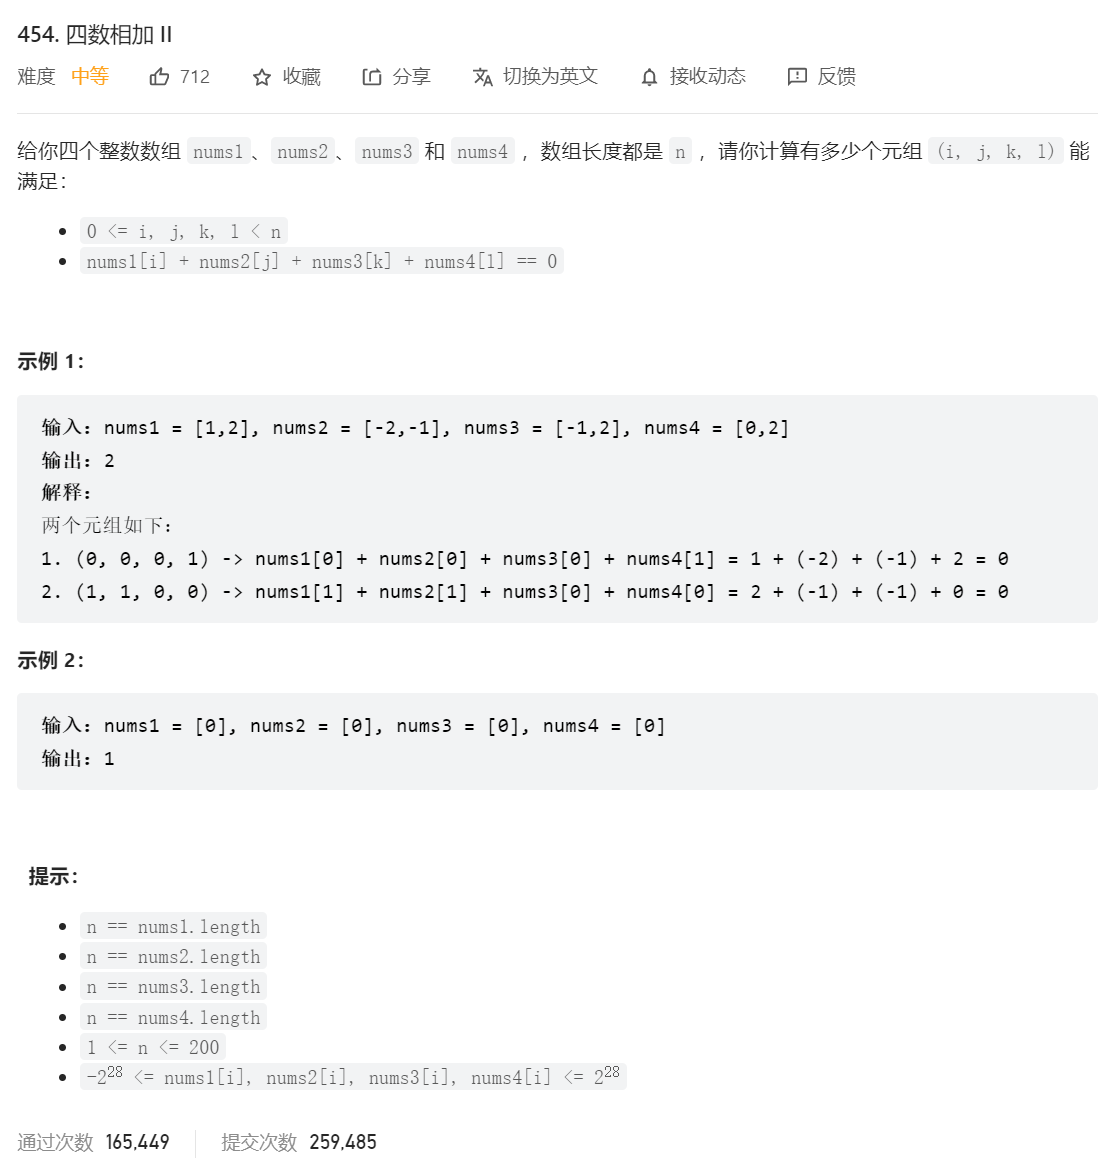 454. 四数相加 II
难度 中等 712 收藏 分享 切换为英文 接收动态 反馈
给你四个整数数组 nums1、nums2、nums3 和 nums4 ，数组长度都是 n ，请你计算有多少个元组 (i, j, k, l) 能
满足：
0 <= i, j, k, l < n
nums1[i] + nums2[j] + nums3[k] + nums4[l] == 0
示例 1：
输入：nums1 = [1,2], nums2 = [-2,-1], nums3 = [-1,2], nums4 = [0,2]
输出：2
解释：
两个元组如下：
1. (0, 0, 0, 1) -> nums1[0] + nums2[0] + nums3[0] + nums4[1] = 1 + (-2) + (-1) + 2 = 0
2. (1, 1, 0, 0) -> nums1[1] + nums2[1] + nums3[0] + nums4[0] = 2 + (-1) + (-1) + 0 = 0
示例 2：
输入：nums1 = [0], nums2 = [0], nums3 = [0], nums4 = [0]
输出：1
提示：
n == nums1.length
n == nums2.length
n == nums3.length
n == nums4.length
1 <= n <= 200
-2²⁸ <= nums1[i], nums2[i], nums3[i], nums4[i] <= 2²⁸
通过次数 165,449 提交次数 259,485